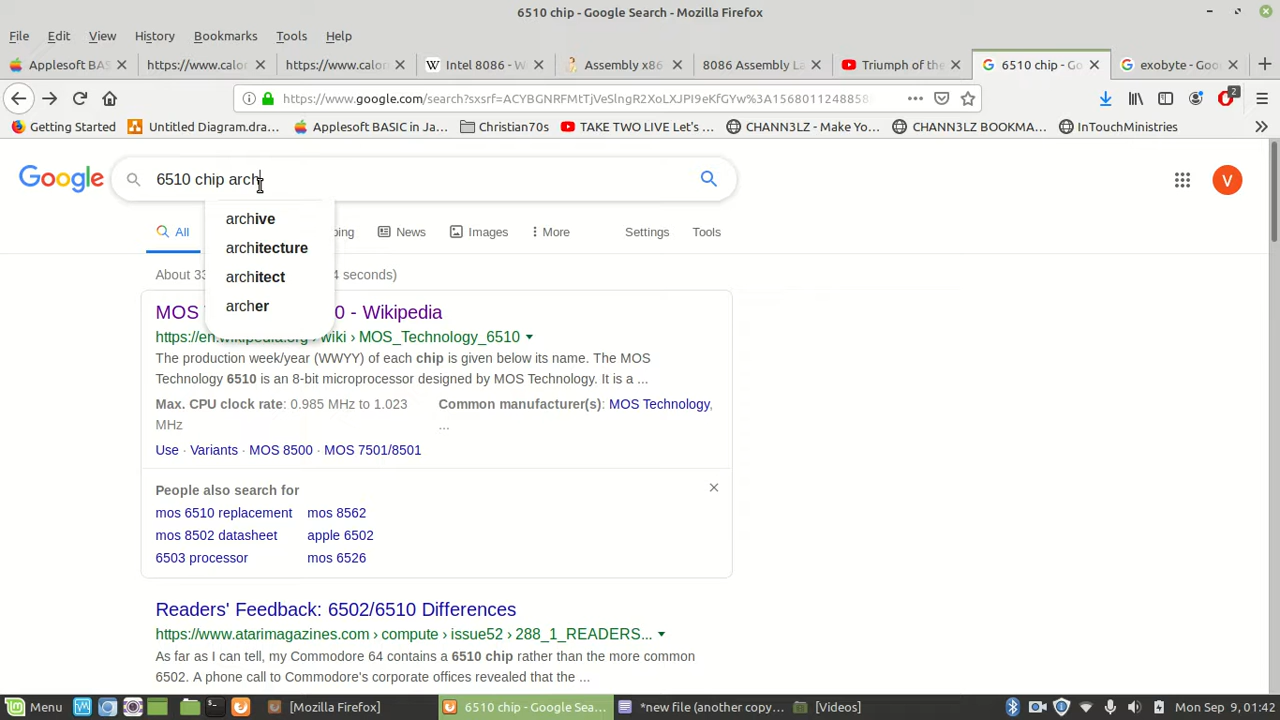 6510 chip - Google Search - Mozilla Firefox
File Edit View History Bookmarks Tools Help
Applesoft BAS https://www.calo https://www.calo Intel 8086 - W Assembly x86 8086 Assembly La Triumph of the 6510 chip - Go exobyte - Goo
https://www.google.com/search?sxsrf=ACYBGNRFMtTjVeSlngR2XoLXJPI9eKfGYw%3A1568011248858 2
Getting Started Untitled Diagram.dra... Applesoft BASIC in Ja... Christian70s TAKE TWO LIVE Let's ... CHANN3LZ - Make Yo... CHANN3LZ BOOKMA... InTouchMinistries
Google 6510 chip arch V
archive
architecture
architect
archer
All ping News Images More Settings Tools
About 33 4 seconds)
MOS 0 - Wikipedia
https://en.wikipedia.org › wiki › MOS_Technology_6510
The production week/year (WWYY) of each chip is given below its name. The MOS
Technology 6510 is an 8-bit microprocessor designed by MOS Technology. It is a ...
Max. CPU clock rate: 0.985 MHz to 1.023 MHz
Common manufacturer(s): MOS Technology, ...
Use · Variants · MOS 8500 · MOS 7501/8501
People also search for
mos 6510 replacement mos 8562
mos 8502 datasheet apple 6502
6503 processor mos 6526
Readers' Feedback: 6502/6510 Differences
https://www.atarimagazines.com › compute › issue52 › 288_1_READERS...
As far as I can tell, my Commodore 64 contains a 6510 chip rather than the more common
6502. A phone call to Commodore's corporate offices revealed that the ...
Menu [Mozilla Firefox] 6510 chip - Google Sea... *new file (another copy... [Videos] Mon Sep 9, 01:42